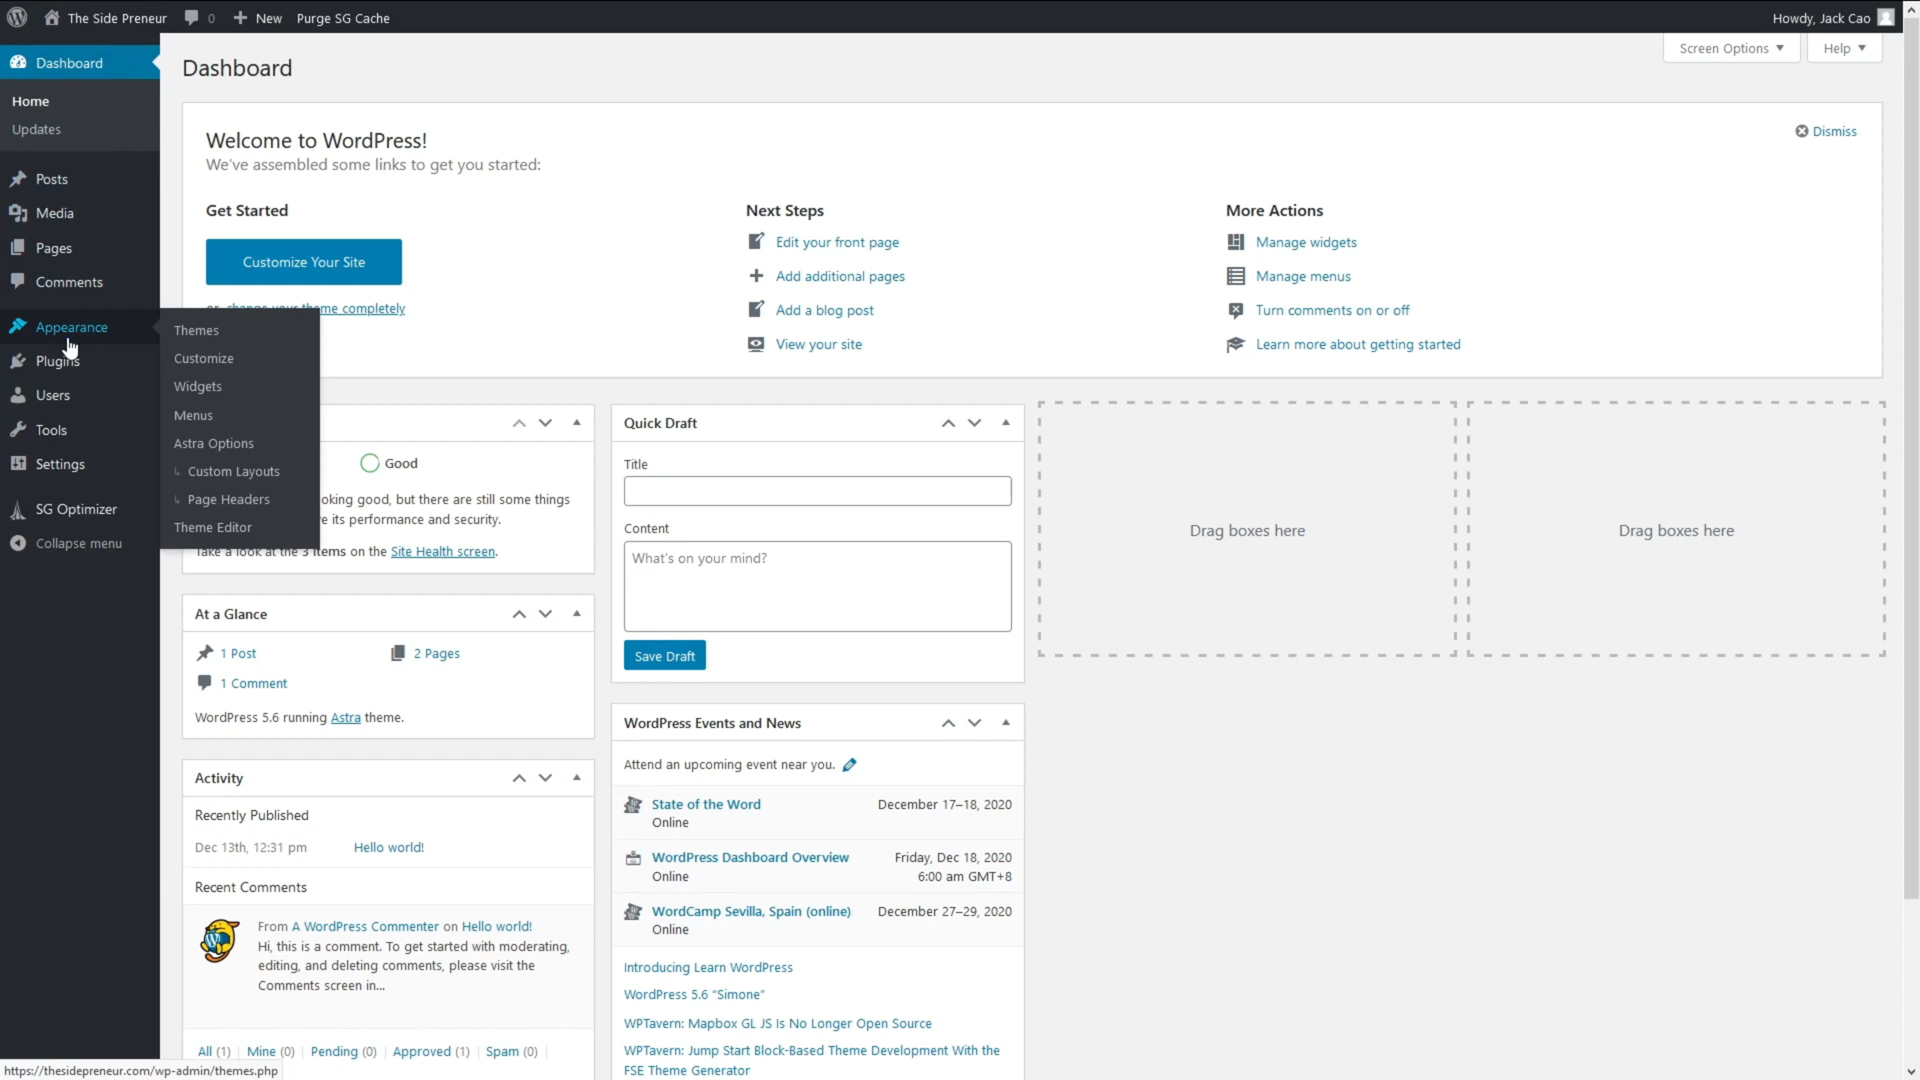 The Side Preneur 0 New Purge SG Cache Howdy, Jack Cao
Screen Options Help
Dashboard
Home
Updates
Posts
Media
Pages
Comments
Appearance
Plugins
Users
Tools
Settings
SG Optimizer
Collapse menu
Themes
Customize
Widgets
Menus
Astra Options
Custom Layouts
Page Headers
Theme Editor
Dashboard
Welcome to WordPress!
We've assembled some links to get you started:
Dismiss
Get Started
Customize Your Site
or, change your theme completely
Next Steps
Edit your front page
Add additional pages
Add a blog post
View your site
More Actions
Manage widgets
Manage menus
Turn comments on or off
Learn more about getting started
Good
oking good, but there are still some things
e its performance and security.
Take a look at the 3 items on the Site Health screen.
At a Glance
1 Post 2 Pages
1 Comment
WordPress 5.6 running Astra theme.
Activity
Recently Published
Dec 13th, 12:31 pm Hello world!
Recent Comments
From A WordPress Commenter on Hello world!
Hi, this is a comment. To get started with moderating,
editing, and deleting comments, please visit the
Comments screen in...
All (1) | Mine (0) | Pending (0) | Approved (1) | Spam (0) |
Quick Draft
Title
Content
What's on your mind?
Save Draft
WordPress Events and News
Attend an upcoming event near you.
State of the Word December 17–18, 2020
Online
WordPress Dashboard Overview Friday, Dec 18, 2020
Online 6:00 am GMT+8
WordCamp Sevilla, Spain (online) December 27–29, 2020
Online
Introducing Learn WordPress
WordPress 5.6 “Simone”
WPTavern: Mapbox GL JS Is No Longer Open Source
WPTavern: Jump Start Block-Based Theme Development With the
FSE Theme Generator
Drag boxes here
Drag boxes here
https://thesidepreneur.com/wp-admin/themes.php